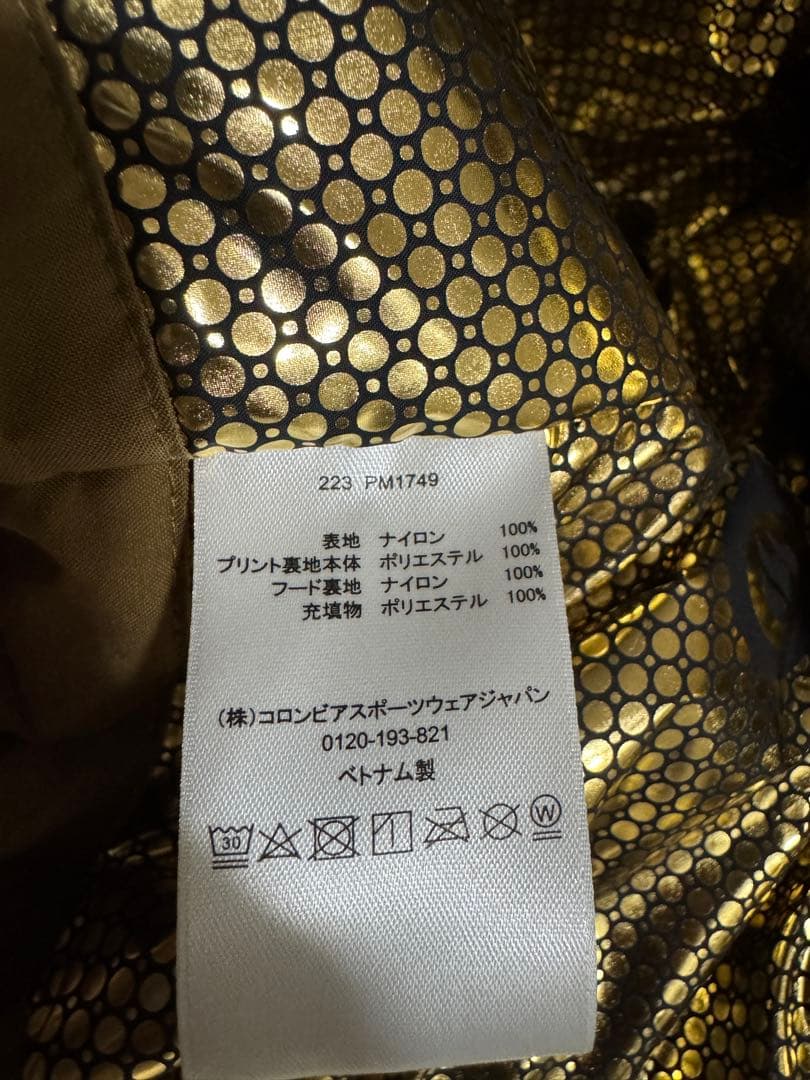 223 PM1749
表地 ナイロン 100%
プリント裏地本体 ポリエステル 100%
フード裏地 ナイロン 100%
充填物 ポリエステル 100%
(株)コロンビアスポーツウェアジャパン
0120-193-821
ベトナム製
30 W